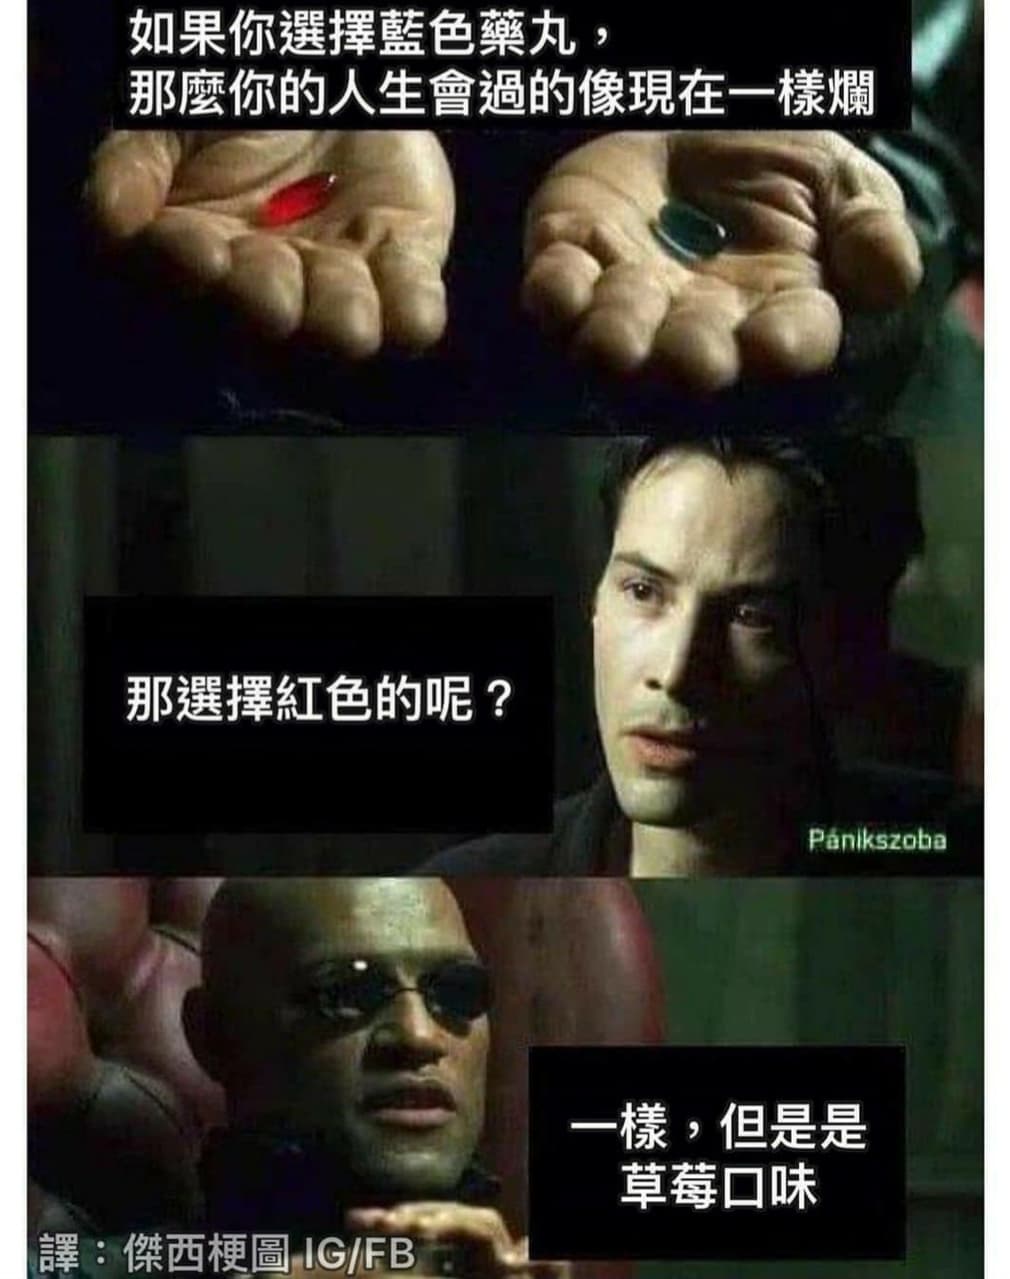 如果你選擇藍色藥丸，
那麼你的人生會過的像現在一樣爛
那選擇紅色的呢？
Pánikszoba
一樣，但是是
草莓口味
譯：傑西梗圖 IG/FB